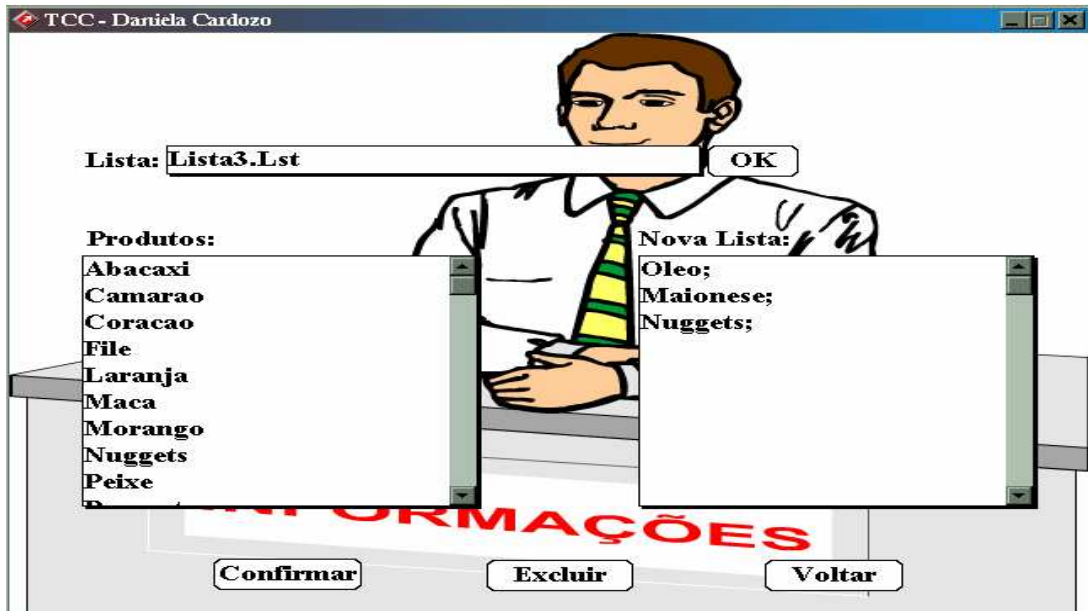 TCC - Daniela Cardozo
Lista: Lista3.Lst OK
Produtos:
Abacaxi
Camarao
Coracao
File
Laranja
Maca
Morango
Nuggets
Peixe
Nova Lista:
Oleo;
Maionese;
Nuggets;
INFORMAÇÕES
Confirmar Excluir Voltar